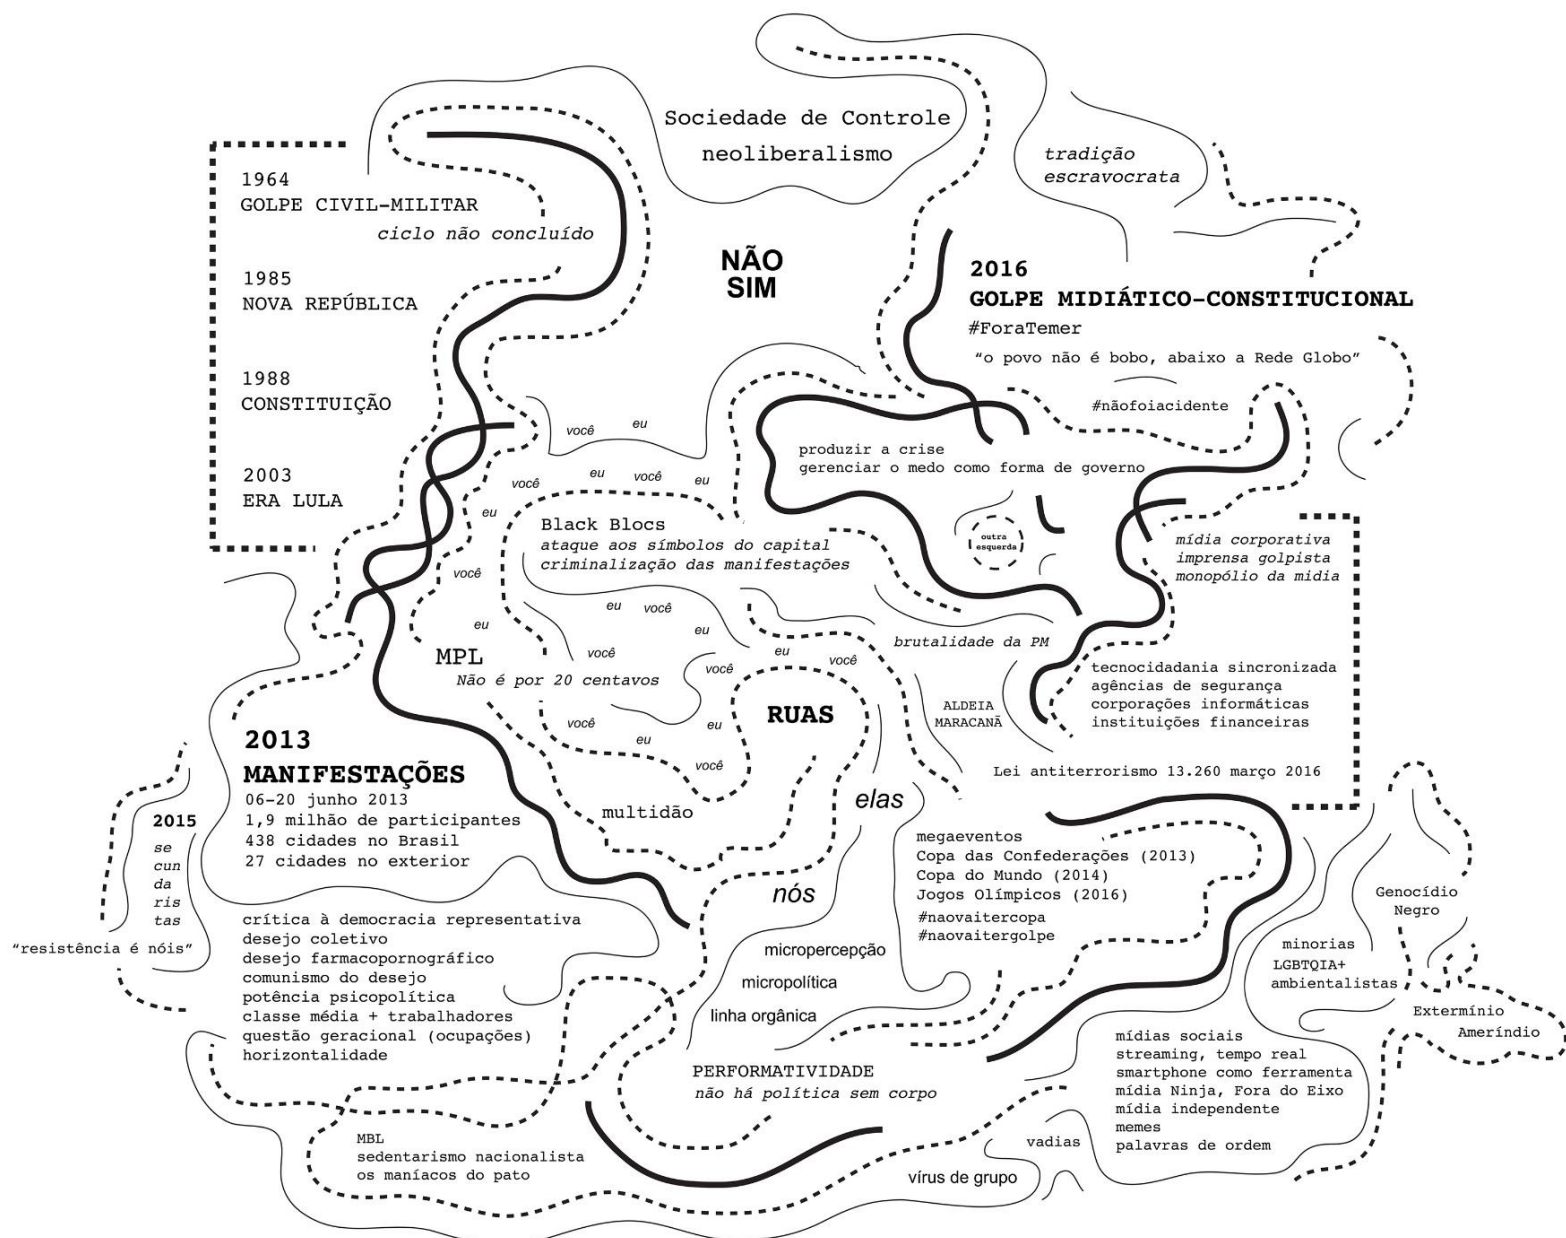 Sociedade de Controle
neoliberalismo
tradição
escravocrata
1964
GOLPE CIVIL-MILITAR
ciclo não concluído
1985
NOVA REPÚBLICA
1988
CONSTITUIÇÃO
2003
ERA LULA
NÃO
SIM
2016
GOLPE MIDIÁTICO-CONSTITUCIONAL
#ForaTemer
“o povo não é bobo, abaixo a Rede Globo”
#nãofoiacidente
produzir a crise
gerenciar o medo como forma de governo
outra
esquerda
mídia corporativa
imprensa golpista
monopólio da midia
você
eu
você
eu
você
eu
eu
Black Blocs
ataque aos símbolos do capital
criminalização das manifestações
você
eu
você
eu
eu
você
você
eu
você
MPL
Não é por 20 centavos
você
eu
eu
você
RUAS
multidão
brutalidade da PM
ALDEIA
MARACANÃ
tecnocidadania sincronizada
agências de segurança
corporações informáticas
instituições financeiras
Lei antiterrorismo 13.260 março 2016
2013
MANIFESTAÇÕES
06-20 junho 2013
1,9 milhão de participantes
438 cidades no Brasil
27 cidades no exterior
2015
se
cun
da
ris
tas
“resistência é nóis”
crítica à democracia representativa
desejo coletivo
desejo farmacopornográfico
comunismo do desejo
potência psicopolítica
classe média + trabalhadores
questão geracional (ocupações)
horizontalidade
elas
nós
micropercepção
micropolítica
linha orgânica
megaeventos
Copa das Confederações (2013)
Copa do Mundo (2014)
Jogos Olímpicos (2016)
#naovaitercopa
#naovaitergolpe
Genocídio
Negro
minorias
LGBTQIA+
ambientalistas
Extermínio
Ameríndio
PERFORMATIVIDADE
não há política sem corpo
mídias sociais
streaming, tempo real
smartphone como ferramenta
mídia Ninja, Fora do Eixo
mídia independente
memes
palavras de ordem
MBL
sedentarismo nacionalista
os maníacos do pato
vadias
vírus de grupo